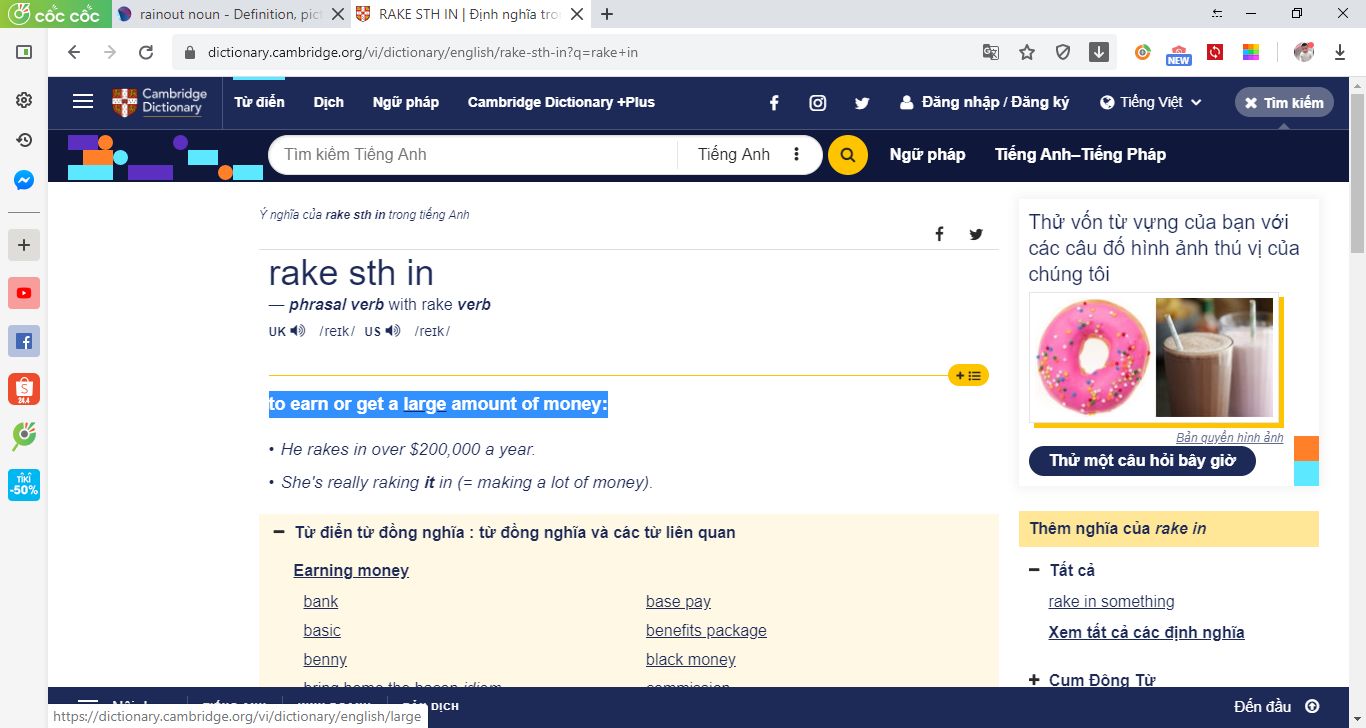 cốc cốc
rainout noun - Definition, pict
RAKE STH IN | Định nghĩa tro
dictionary.cambridge.org/vi/dictionary/english/rake-sth-in?q=rake+in
NEW
Cambridge
Dictionary
Từ điển
Dịch
Ngữ pháp
Cambridge Dictionary +Plus
Đăng nhập / Đăng ký
Tiếng Việt
Tìm kiếm
Tìm kiếm Tiếng Anh
Tiếng Anh
Ngữ pháp
Tiếng Anh–Tiếng Pháp
24.4
TIKI
-50%
Ý nghĩa của rake sth in trong tiếng Anh
rake sth in
— phrasal verb with rake verb
UK /reɪk/ US /reɪk/
to earn or get a large amount of money:
• He rakes in over $200,000 a year.
• She's really raking it in (= making a lot of money).
Từ điển từ đồng nghĩa : từ đồng nghĩa và các từ liên quan
Earning money
bank
base pay
basic
benefits package
benny
black money
bring home the bacon idiom
commission
Thử vốn từ vựng của bạn với
các câu đố hình ảnh thú vị của
chúng tôi
Bản quyền hình ảnh
Thử một câu hỏi bây giờ
Thêm nghĩa của rake in
Tất cả
rake in something
Xem tất cả các định nghĩa
Cụm Động Từ
Đến đầu
https://dictionary.cambridge.org/vi/dictionary/english/large